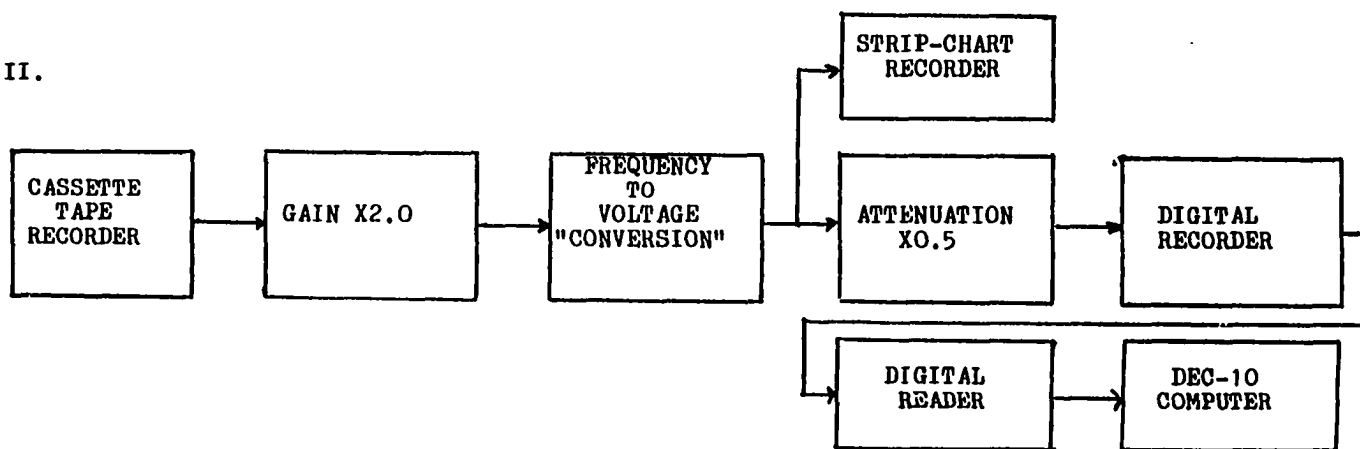 II.
CASSETTE
TAPE
RECORDER
GAIN X2.0
FREQUENCY
TO
VOLTAGE
"CONVERSION"
STRIP-CHART
RECORDER
ATTENUATION
X0.5
DIGITAL
RECORDER
DIGITAL
READER
DEC-10
COMPUTER